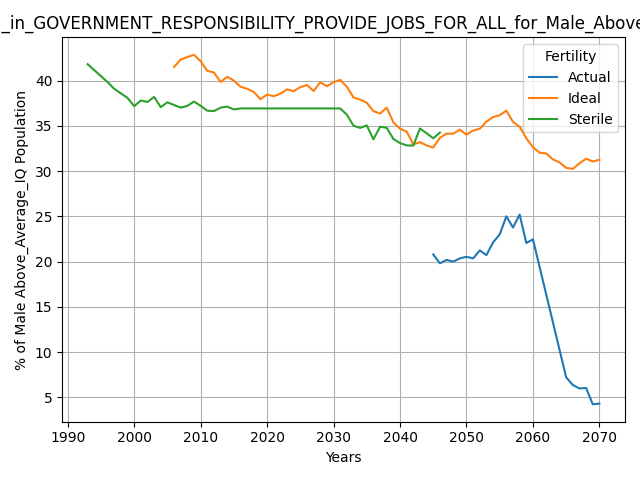 _in_GOVERNMENT_RESPONSIBILITY_PROVIDE_JOBS_FOR_ALL_for_Male_Above
Fertility
Actual
Ideal
Sterile
% of Male Above_Average_IQ Population
40
35
30
25
20
15
10
5
1990 2000 2010 2020 2030 2040 2050 2060 2070
Years